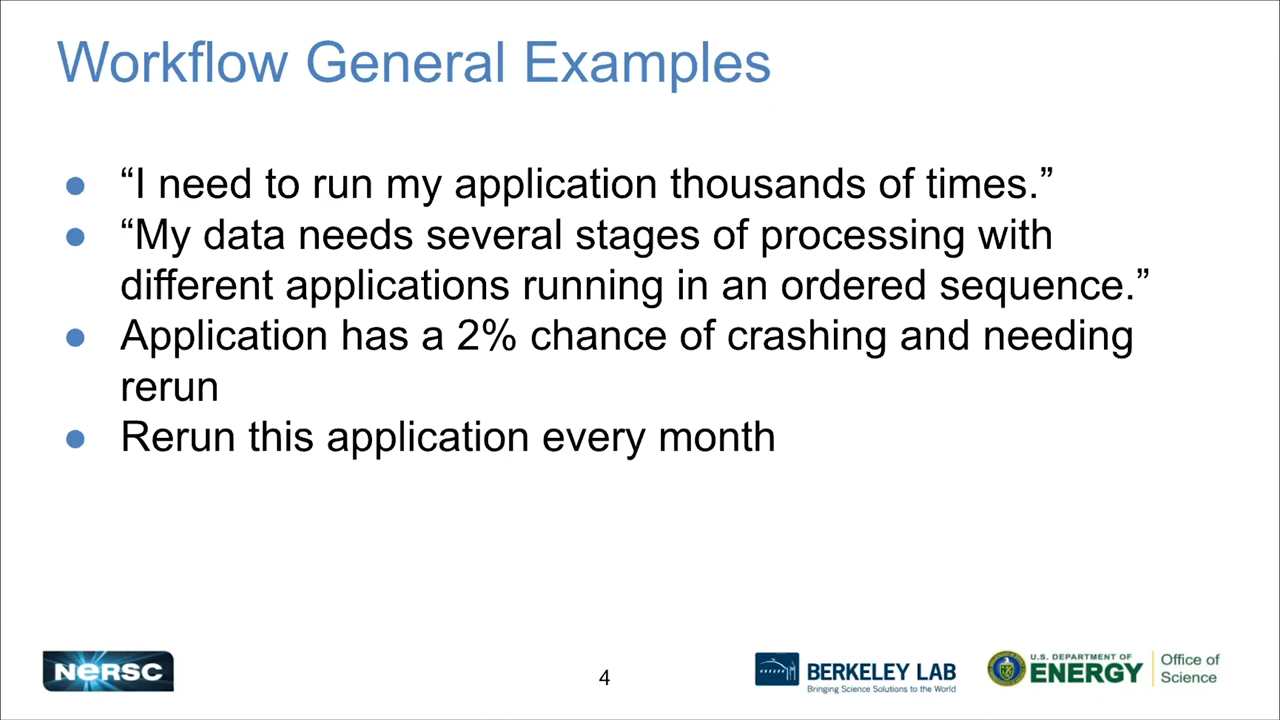 Workflow General Examples
● “I need to run my application thousands of times.”
● “My data needs several stages of processing with
different applications running in an ordered sequence.”
● Application has a 2% chance of crashing and needing
rerun
● Rerun this application every month
NERSC
4
BERKELEY LAB
Bringing Science Solutions to the World
U.S. DEPARTMENT OF
ENERGY
Office of
Science